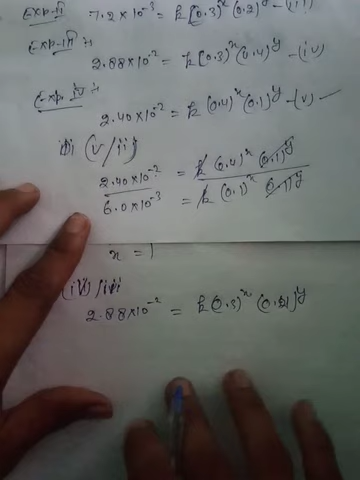 Exp-II 7.2×10⁻³ = k[0.3)ˣ (0.2)ʸ - (iii)
Exp-III
2.88×10⁻² = k[0.3)ˣ (0.4)ʸ - (iv)
Exp. IV
2.40×10⁻² = k(0.4)ˣ(0.1)ʸ - (v) -
(v/ii)
2.40×10⁻² = k (0.4)ˣ (0.1)ʸ
6.0×10⁻³ = k (0.1)ˣ 0.1)ʸ
x = 1
(iv)/iii
2.88×10⁻² = k(0.3)ˣ (0.4)ʸ